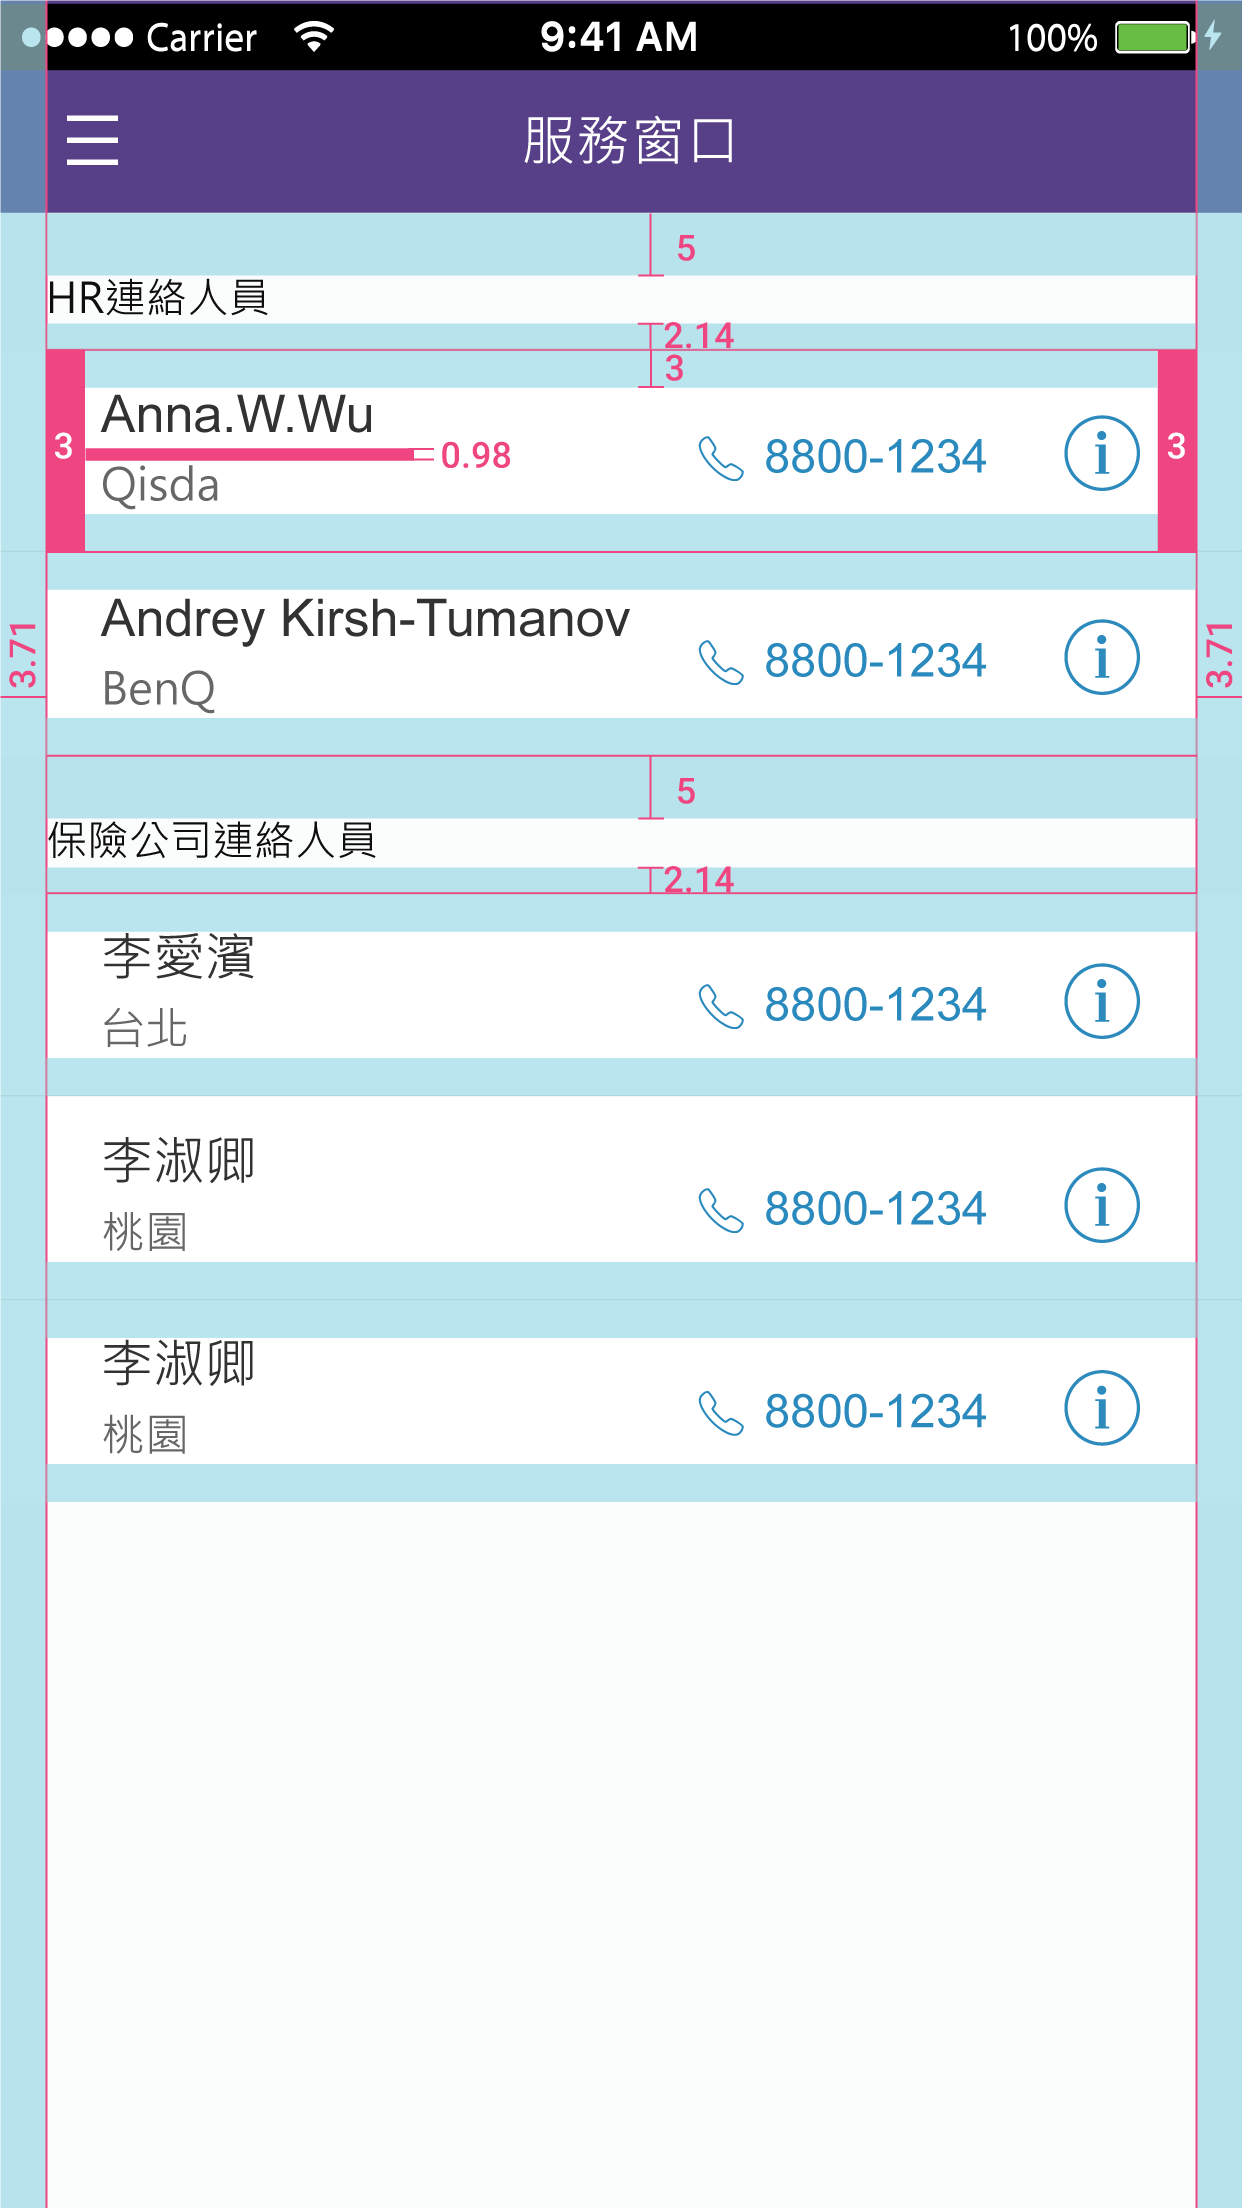 Carrier 9:41 AM 100%
服務窗口
5
HR連絡人員
2.14
3
Anna.W.Wu
3 0.98 8800-1234 i 3
Qisda
Andrey Kirsh-Tumanov
8800-1234 i
BenQ
3.71 3.71
5
保險公司連絡人員
2.14
李愛濱
8800-1234 i
台北
李淑卿
8800-1234 i
桃園
李淑卿
8800-1234 i
桃園